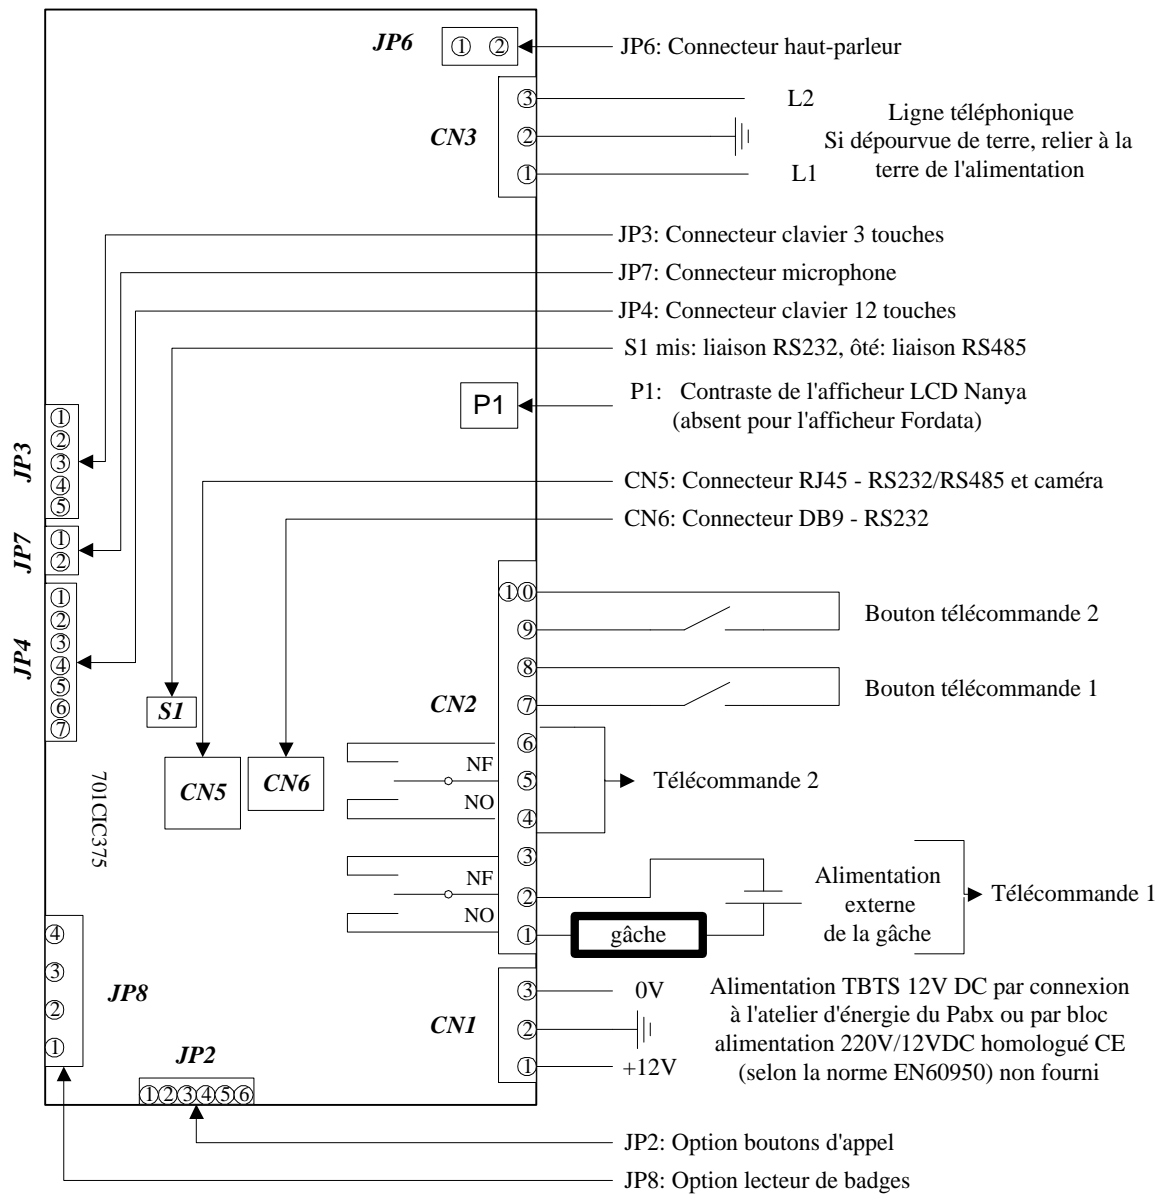 JP6
① ②
JP6: Connecteur haut-parleur
CN3
③
②
①
L2
L1
Ligne téléphonique
Si dépourvue de terre, relier à la
terre de l'alimentation
JP3: Connecteur clavier 3 touches
JP7: Connecteur microphone
JP4: Connecteur clavier 12 touches
S1 mis: liaison RS232, ôté: liaison RS485
P1
P1: Contraste de l'afficheur LCD Nanya
(absent pour l'afficheur Fordata)
CN5: Connecteur RJ45 - RS232/RS485 et caméra
CN6: Connecteur DB9 - RS232
JP3
①
②
③
④
⑤
JP7
①
②
JP4
①
②
③
④
⑤
⑥
⑦
S1
CN5
CN6
701CIC375
CN2
①⓪
⑨
⑧
⑦
⑥
⑤
④
③
②
①
Bouton télécommande 2
Bouton télécommande 1
NF
NO
Télécommande 2
NF
NO
gâche
Alimentation
externe
de la gâche
Télécommande 1
JP8
④
③
②
①
CN1
③
②
①
0V
+12V
Alimentation TBTS 12V DC par connexion
à l'atelier d'énergie du Pabx ou par bloc
alimentation 220V/12VDC homologué CE
(selon la norme EN60950) non fourni
JP2
①②③④⑤⑥
JP2: Option boutons d'appel
JP8: Option lecteur de badges